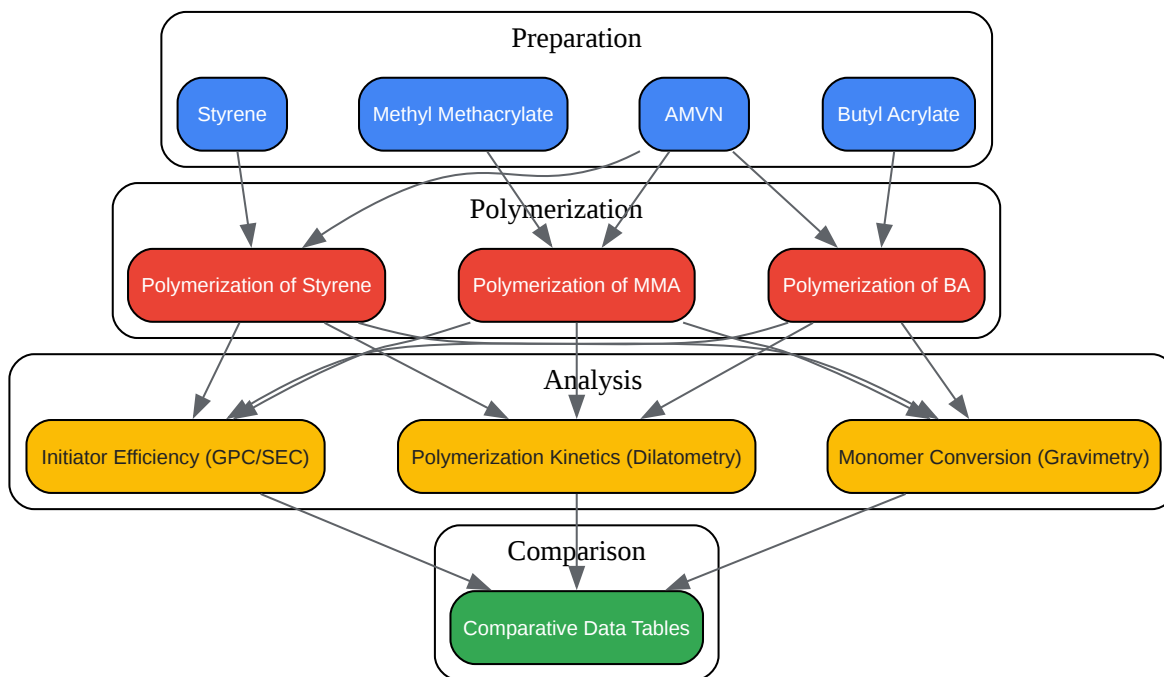 Preparation
Styrene
Methyl Methacrylate
AMVN
Butyl Acrylate
Polymerization
Polymerization of Styrene
Polymerization of MMA
Polymerization of BA
Analysis
Initiator Efficiency (GPC/SEC)
Polymerization Kinetics (Dilatometry)
Monomer Conversion (Gravimetry)
Comparison
Comparative Data Tables